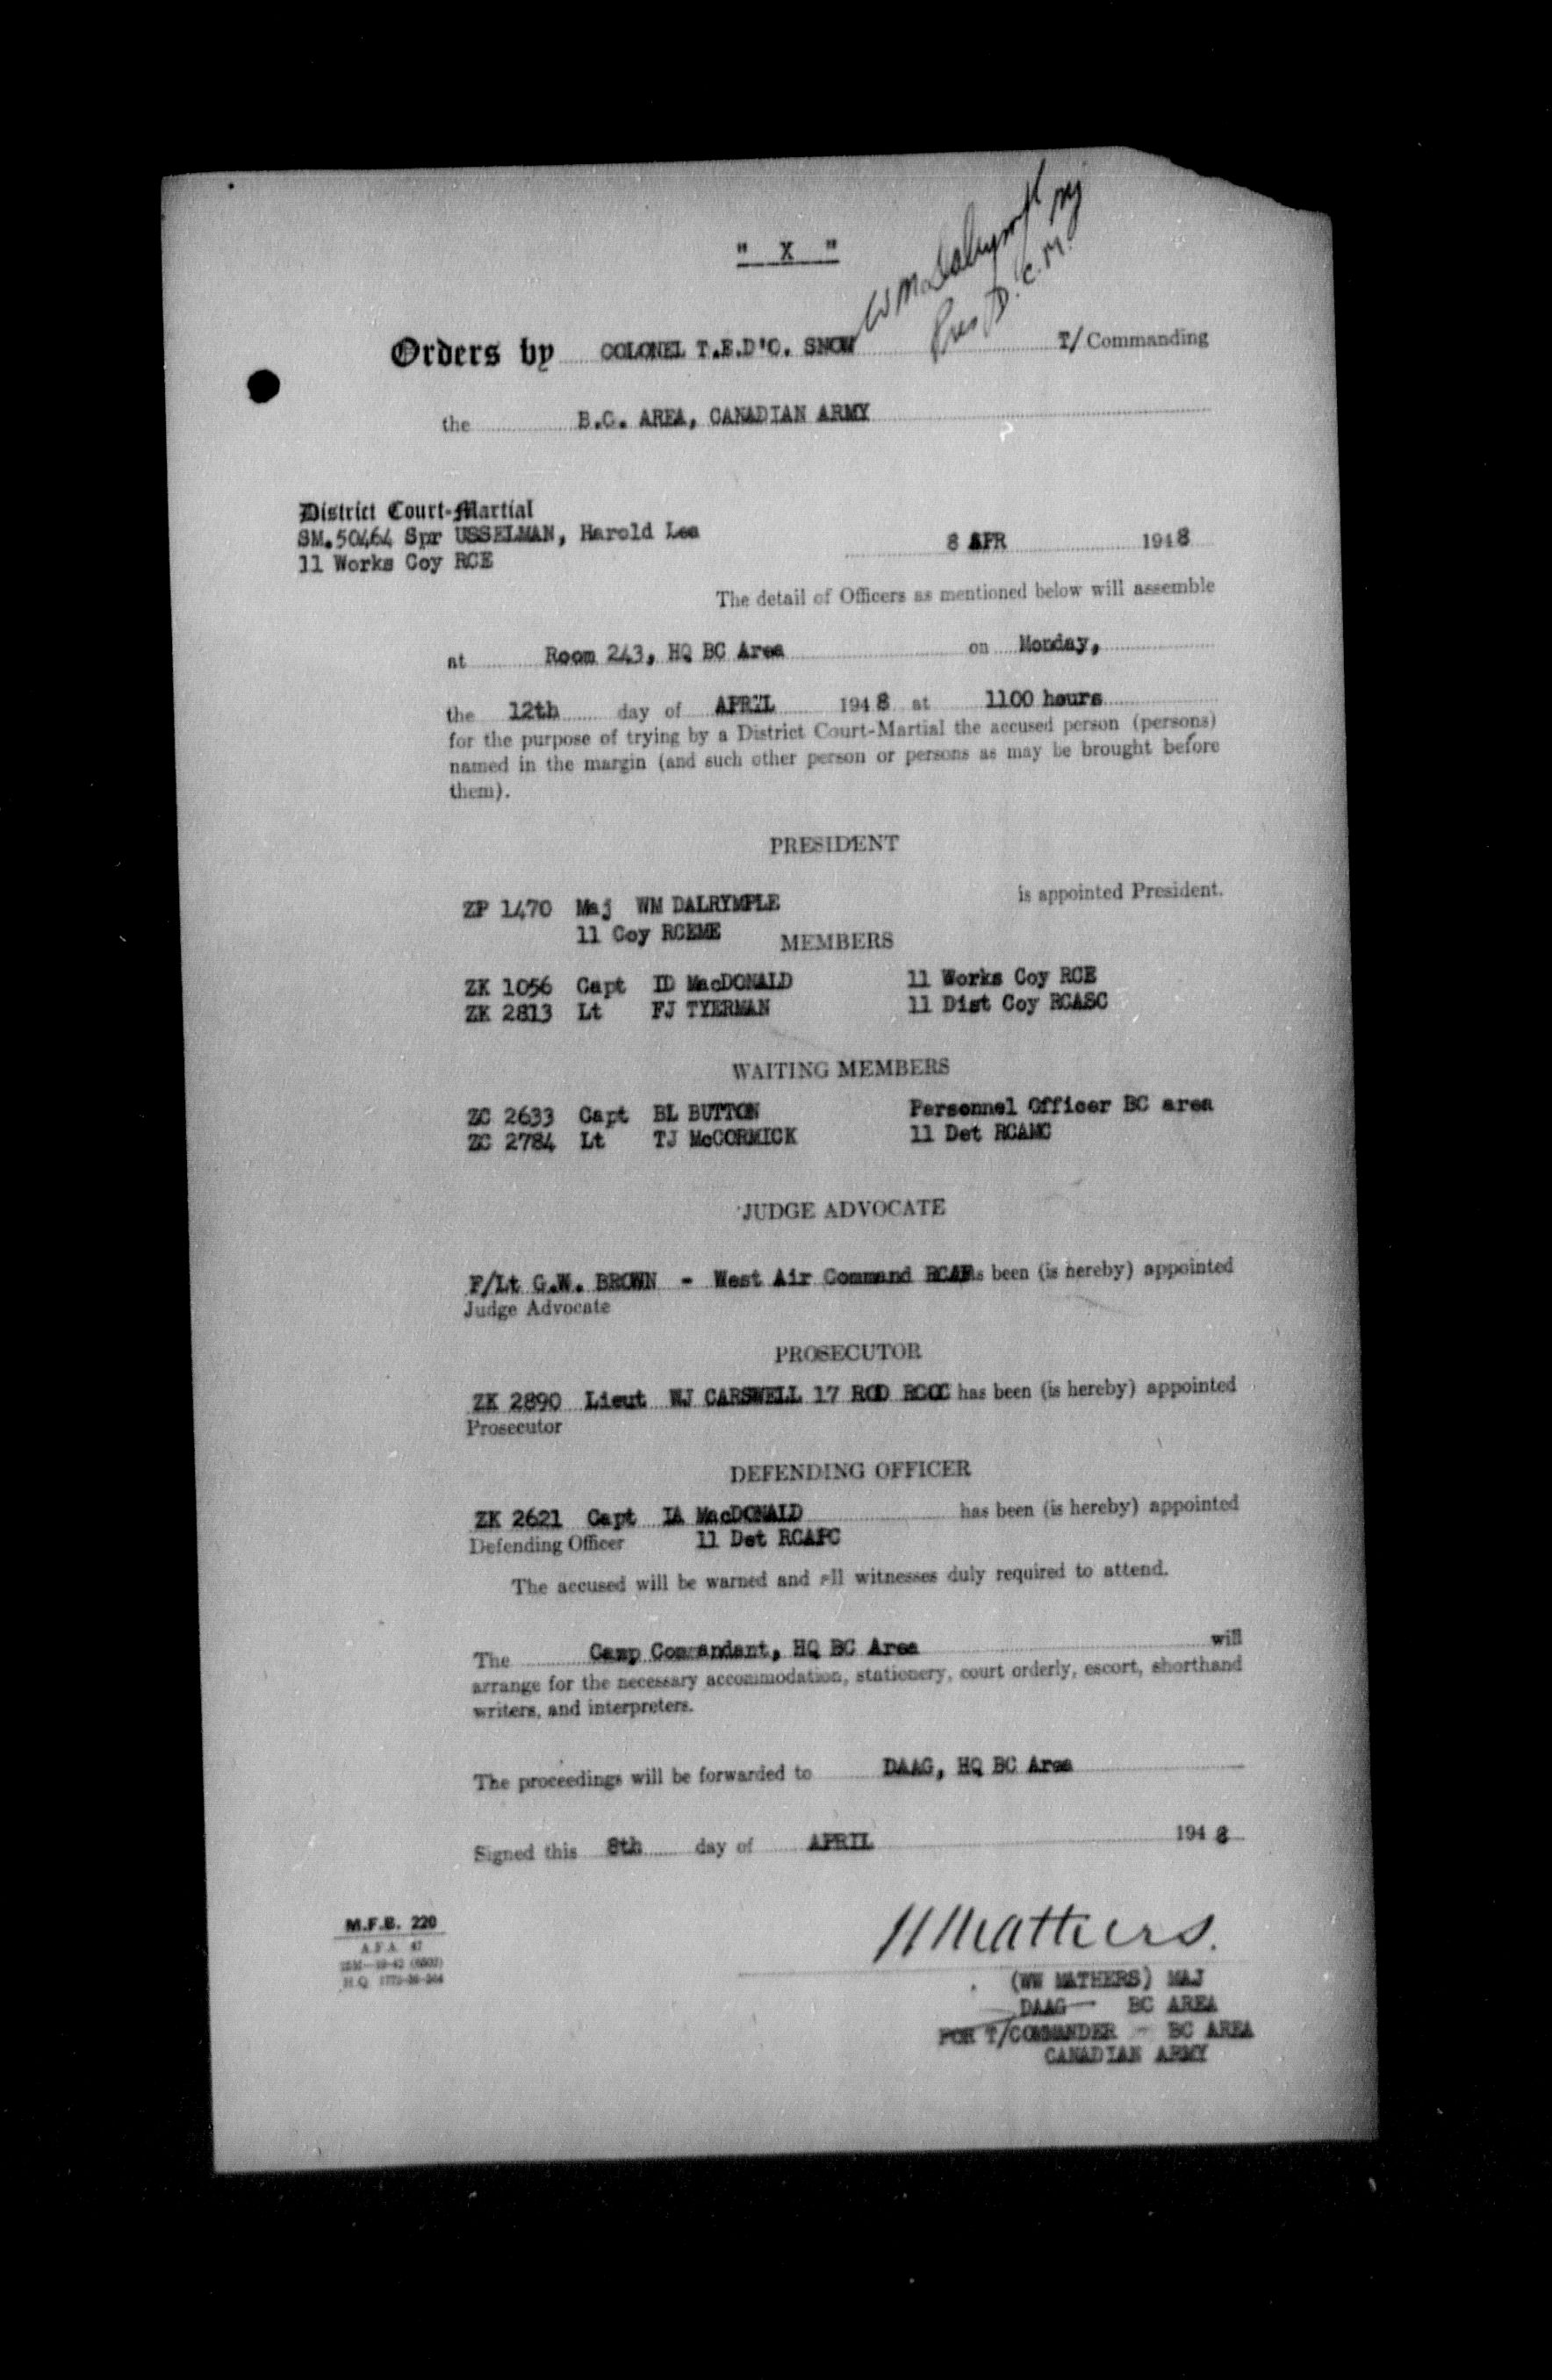 " X "
Wm Dalrymple Maj
Pres D.C.M.
Orders by COLONEL T.E.D'O. SNOW T/Commanding
the B.C. AREA, CANADIAN ARMY
District Court-Martial
SM.50464 Spr USSELMAN, Harold Lee
11 Works Coy RCE
8 APR 1948
The detail of Officers as mentioned below will assemble
at Room 243, HQ BC Area on Monday,
the 12th day of APRIL 1948 at 1100 hours
for the purpose of trying by a District Court-Martial the accused person (persons)
named in the margin (and such other person or persons as may be brought before
them).
PRESIDENT
ZP 1470 Maj WM DALRYMPLE is appointed President.
11 Coy RCEME
MEMBERS
ZK 1056 Capt ID MacDONALD 11 Works Coy RCE
ZK 2813 Lt FJ TYERMAN 11 Dist Coy RCASC
WAITING MEMBERS
ZC 2633 Capt BL BUTTON Personnel Officer BC area
ZC 2784 Lt TJ McCORMICK 11 Det RCAMC
JUDGE ADVOCATE
F/Lt G.W. BROWN - West Air Command RCAF has been (is hereby) appointed
Judge Advocate
PROSECUTOR
ZK 2890 Lieut WJ CARSWELL 17 ROD RCOC has been (is hereby) appointed
Prosecutor
DEFENDING OFFICER
ZK 2621 Capt IA MacDONALD has been (is hereby) appointed
Defending Officer 11 Det RCAPC
The accused will be warned and all witnesses duly required to attend.
The Camp Commandant, HQ BC Area will
arrange for the necessary accommodation, stationery, court orderly, escort, shorthand
writers, and interpreters.
The proceedings will be forwarded to DAAG, HQ BC Area
Signed this 8th day of APRIL 1948
M.F.B. 220
A.F.A. 47
H.Q. 1772-39-364
WMathers.
(WW MATHERS) MAJ
DAAG — BC AREA
FOR T/COMMANDER - BC AREA
CANADIAN ARMY